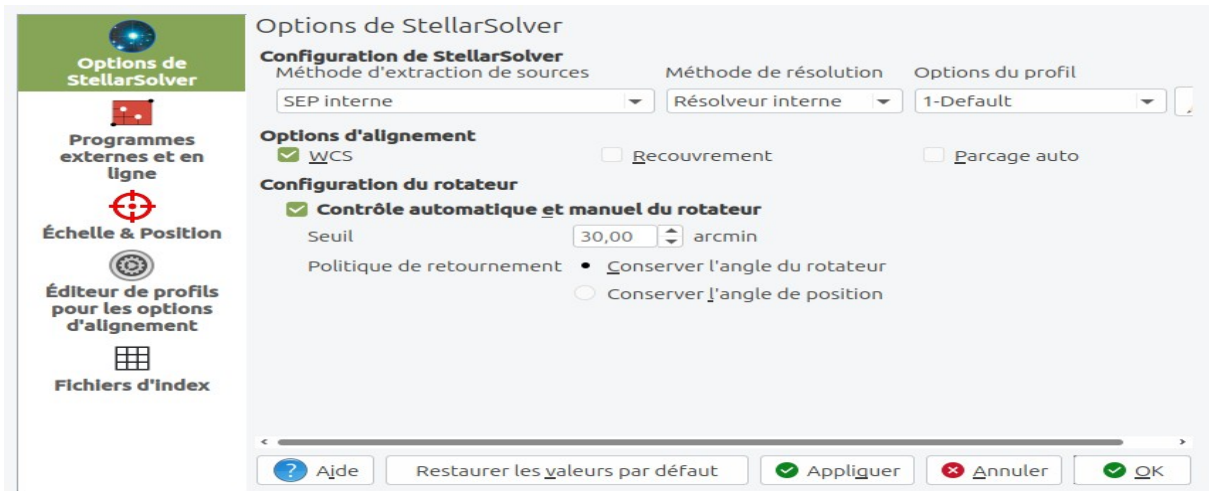 Options de
StellarSolver
Programmes
externes et en
ligne
Échelle & Position
Éditeur de profils
pour les options
d'alignement
Fichiers d'index
Options de StellarSolver
Configuration de StellarSolver
Méthode d'extraction de sources Méthode de résolution Options du profil
SEP interne Résolveur interne 1-Default
Options d'alignement
WCS Recouvrement Parcage auto
Configuration du rotateur
Contrôle automatique et manuel du rotateur
Seuil 30,00 arcmin
Politique de retournement Conserver l'angle du rotateur
Conserver l'angle de position
Aide Restaurer les valeurs par défaut Appliquer Annuler OK